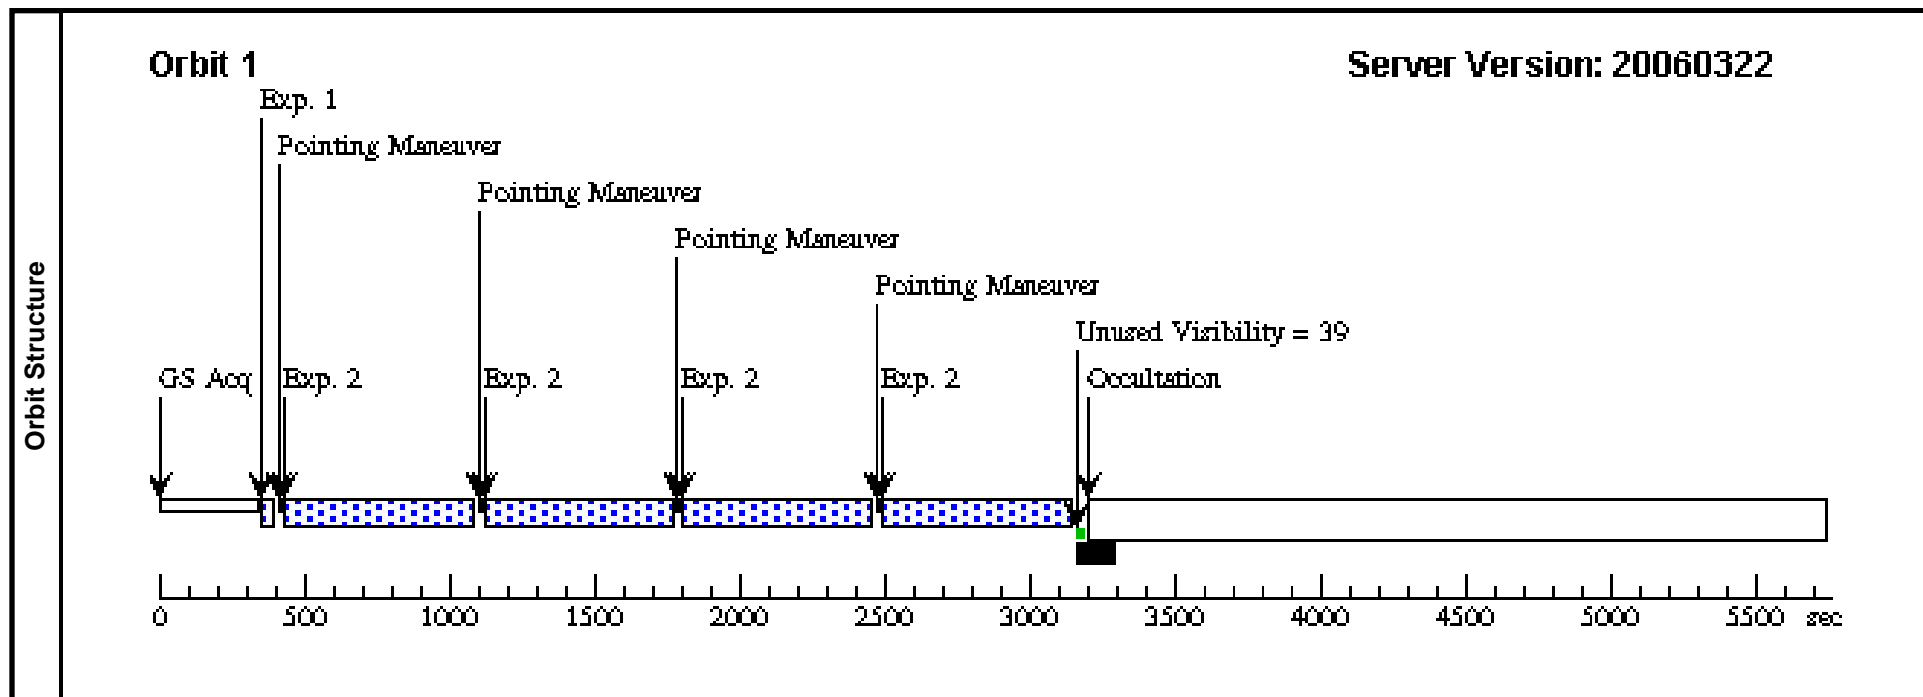 Orbit Structure
Orbit 1
Server Version: 20060322
Exp. 1
Pointing Maneuver
Pointing Maneuver
Pointing Maneuver
Pointing Maneuver
Unused Visibility = 39
GS Acq
Exp. 2
Exp. 2
Exp. 2
Exp. 2
Occultation
0 500 1000 1500 2000 2500 3000 3500 4000 4500 5000 5500 sec